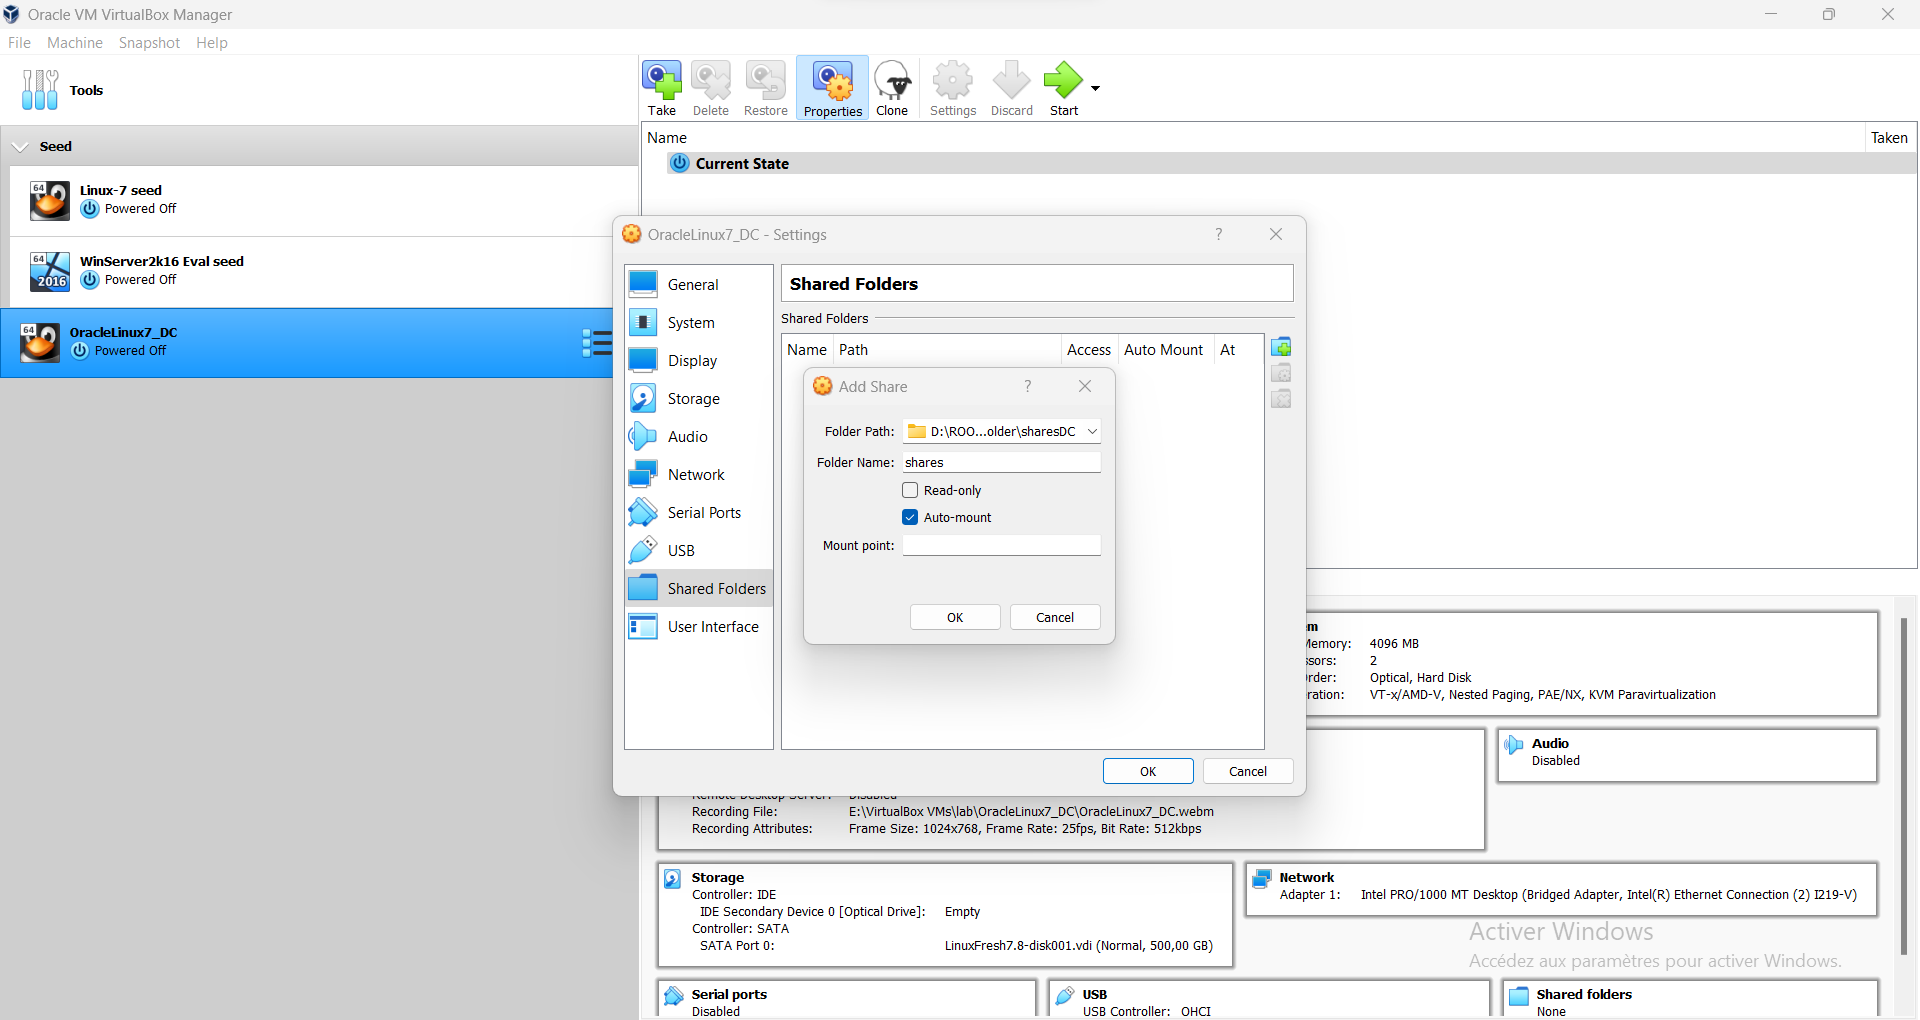 Oracle VM VirtualBox Manager
File Machine Snapshot Help
Tools
Take Delete Restore Properties Clone Settings Discard Start
Name Taken
Current State
Seed
64
Linux-7 seed
Powered Off
64
2016
WinServer2k16 Eval seed
Powered Off
64
OracleLinux7_DC
Powered Off
OracleLinux7_DC - Settings ?
General
System
Display
Storage
Audio
Network
Serial Ports
USB
Shared Folders
User Interface
Shared Folders
Shared Folders
Name Path Access Auto Mount At
Add Share ?
Folder Path: D:\ROO...older\sharesDC
Folder Name: shares
Read-only
Auto-mount
Mount point:
OK Cancel
OK Cancel
m
Memory: 4096 MB
ssors: 2
rder: Optical, Hard Disk
ration: VT-x/AMD-V, Nested Paging, PAE/NX, KVM Paravirtualization
Audio
Disabled
Remote Desktop Server: Disabled
Recording File: E:\VirtualBox VMs\lab\OracleLinux7_DC\OracleLinux7_DC.webm
Recording Attributes: Frame Size: 1024x768, Frame Rate: 25fps, Bit Rate: 512kbps
Storage
Controller: IDE
IDE Secondary Device 0 [Optical Drive]: Empty
Controller: SATA
SATA Port 0: LinuxFresh7.8-disk001.vdi (Normal, 500,00 GB)
Network
Adapter 1: Intel PRO/1000 MT Desktop (Bridged Adapter, Intel(R) Ethernet Connection (2) I219-V)
Activer Windows
Accédez aux paramètres pour activer Windows.
Serial ports
Disabled
USB
USB Controller: OHCI
Shared folders
None